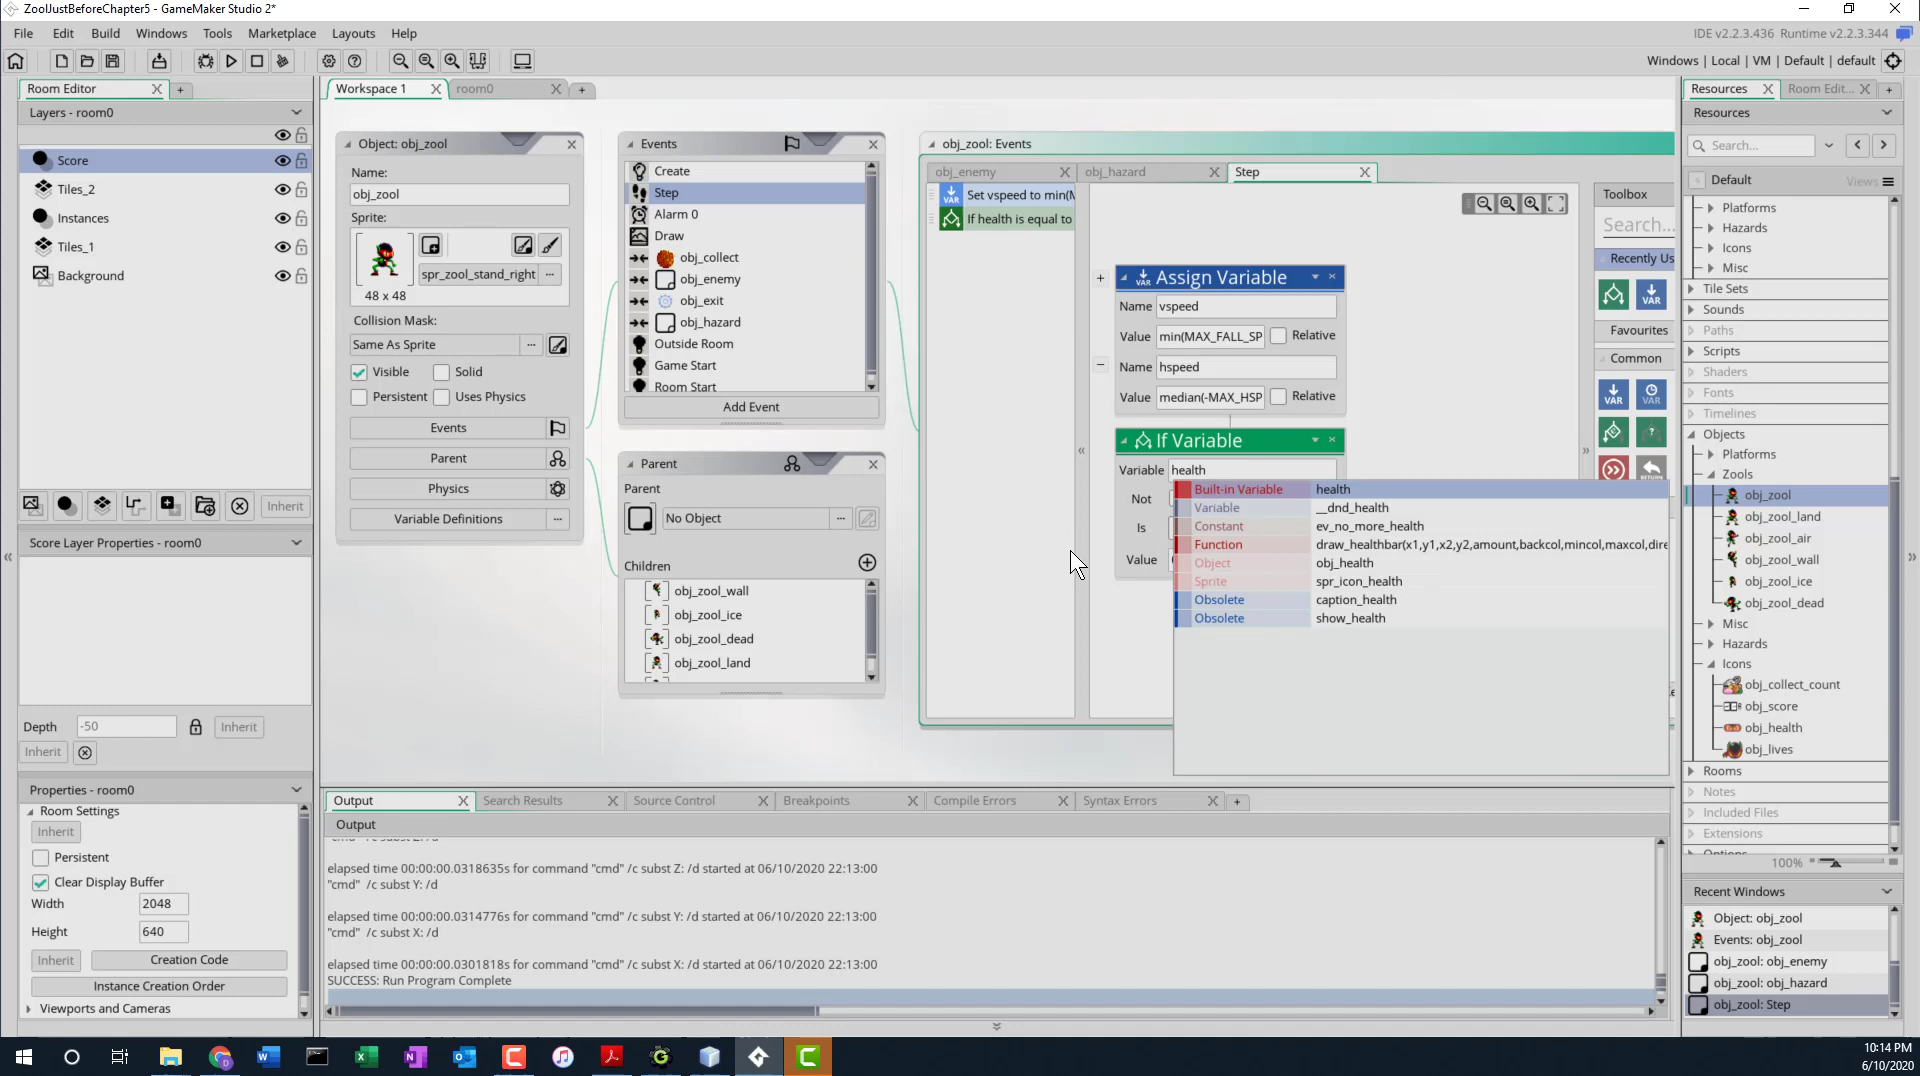 ZoolJustBeforeChapter5 - GameMaker Studio 2*
File Edit Build Windows Tools Marketplace Layouts Help
IDE v2.2.3.436 Runtime v2.2.3.344
Windows | Local | VM | Default | default
Room Editor
Layers - room0
Score
Tiles_2
Instances
Tiles_1
Background
Inherit
Score Layer Properties - room0
Depth -50 Inherit
Inherit
Properties - room0
Room Settings
Inherit
Persistent
Clear Display Buffer
Width 2048
Height 640
Inherit Creation Code
Instance Creation Order
Viewports and Cameras
Workspace 1 room0
Object: obj_zool
Name:
obj_zool
Sprite:
spr_zool_stand_right ...
48 x 48
Collision Mask:
Same As Sprite ...
Visible Solid
Persistent Uses Physics
Events
Parent
Physics
Variable Definitions ...
Events
Create
Step
Alarm 0
Draw
obj_collect
obj_enemy
obj_exit
obj_hazard
Outside Room
Game Start
Room Start
Add Event
Parent
Parent
No Object ...
Children
obj_zool_wall
obj_zool_ice
obj_zool_dead
obj_zool_land
obj_zool: Events
obj_enemy obj_hazard Step
VAR Set vspeed to min(
If health is equal to
VAR Assign Variable
Name vspeed
Value min(MAX_FALL_SP Relative
Name hspeed
Value median(-MAX_HSP Relative
If Variable
Variable health
Not
Is
Value
Built-in Variable health
Variable __dnd_health
Constant ev_no_more_health
Function draw_healthbar(x1,y1,x2,y2,amount,backcol,mincol,maxcol,dire
Object obj_health
Sprite spr_icon_health
Obsolete caption_health
Obsolete show_health
Toolbox
Search...
Recently Us
VAR
Favourites
Common
VAR VAR
RETURN
Output Search Results Source Control Breakpoints Compile Errors Syntax Errors
Output
elapsed time 00:00:00.0318635s for command "cmd" /c subst Z: /d started at 06/10/2020 22:13:00
"cmd" /c subst Y: /d
elapsed time 00:00:00.0314776s for command "cmd" /c subst Y: /d started at 06/10/2020 22:13:00
"cmd" /c subst X: /d
elapsed time 00:00:00.0301818s for command "cmd" /c subst X: /d started at 06/10/2020 22:13:00
SUCCESS: Run Program Complete
Resources Room Edit...
Resources
Search...
Default Views
Platforms
Hazards
Icons
Misc
Tile Sets
Sounds
Paths
Scripts
Shaders
Fonts
Timelines
Objects
Platforms
Zools
obj_zool
obj_zool_land
obj_zool_air
obj_zool_wall
obj_zool_ice
obj_zool_dead
Misc
Hazards
Icons
obj_collect_count
obj_score
obj_health
obj_lives
Rooms
Notes
Included Files
Extensions
Options
100%
Recent Windows
Object: obj_zool
Events: obj_zool
obj_zool: obj_enemy
obj_zool: obj_hazard
obj_zool: Step
10:14 PM
6/10/2020